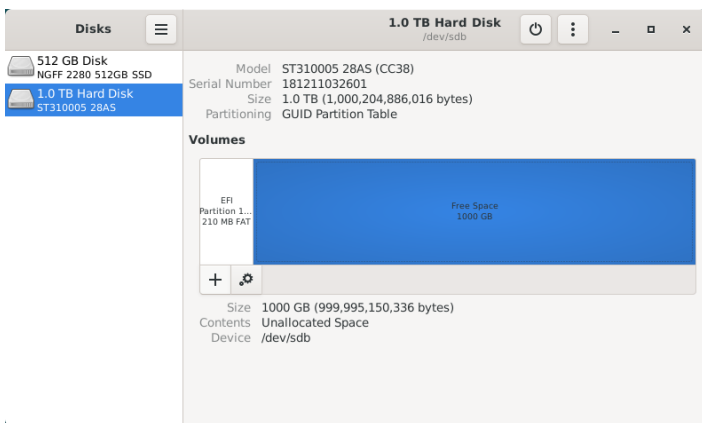 Disks
1.0 TB Hard Disk
/dev/sdb
512 GB Disk
NGFF 2280 512GB SSD
1.0 TB Hard Disk
ST310005 28AS
Model ST310005 28AS (CC38)
Serial Number 181211032601
Size 1.0 TB (1,000,204,886,016 bytes)
Partitioning GUID Partition Table
Volumes
EFI
Partition 1...
210 MB FAT
Free Space
1000 GB
Size 1000 GB (999,995,150,336 bytes)
Contents Unallocated Space
Device /dev/sdb